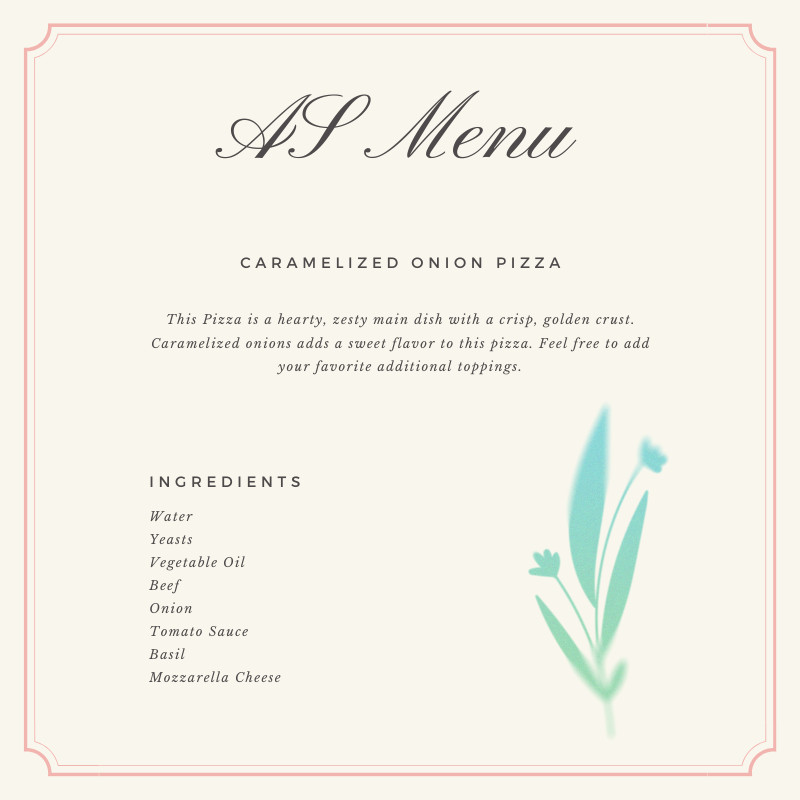 AS Menu
CARAMELIZED ONION PIZZA
This Pizza is a hearty, zesty main dish with a crisp, golden crust.
Caramelized onions adds a sweet flavor to this pizza. Feel free to add
your favorite additional toppings.
INGREDIENTS
Water
Yeasts
Vegetable Oil
Beef
Onion
Tomato Sauce
Basil
Mozzarella Cheese